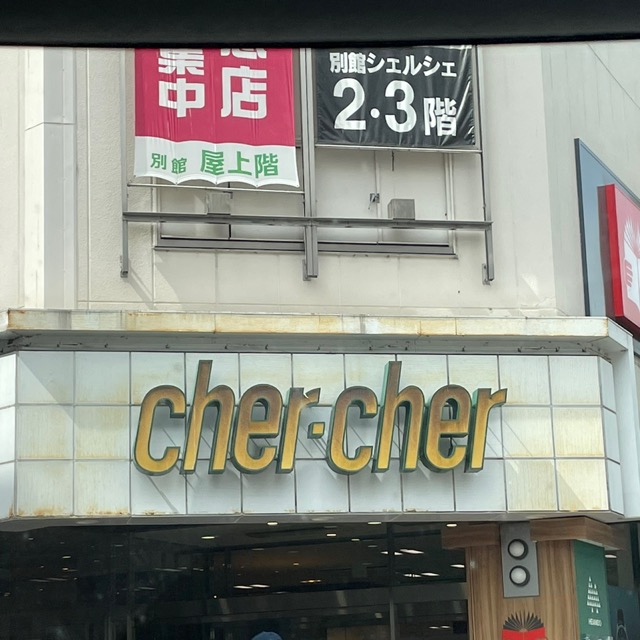 集中
店
別館 屋上階
別館シェルシェ
2・3階
cher・cher